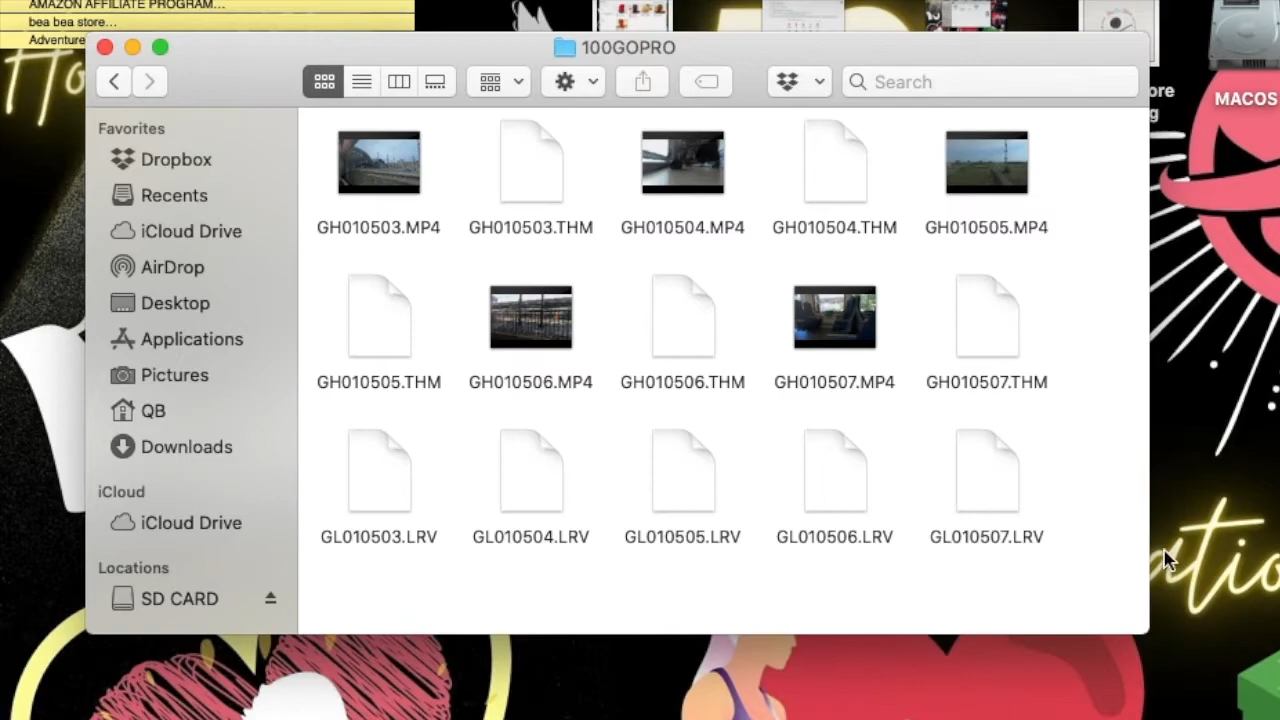 AMAZON AFFILIATE PROGRAM...
bea bea store...
Adventure
100GOPRO
Search
MACOS
Favorites
Dropbox
Recents
iCloud Drive
AirDrop
Desktop
Applications
Pictures
QB
Downloads
iCloud
iCloud Drive
Locations
SD CARD
GH010503.MP4
GH010503.THM
GH010504.MP4
GH010504.THM
GH010505.MP4
GH010505.THM
GH010506.MP4
GH010506.THM
GH010507.MP4
GH010507.THM
GL010503.LRV
GL010504.LRV
GL010505.LRV
GL010506.LRV
GL010507.LRV